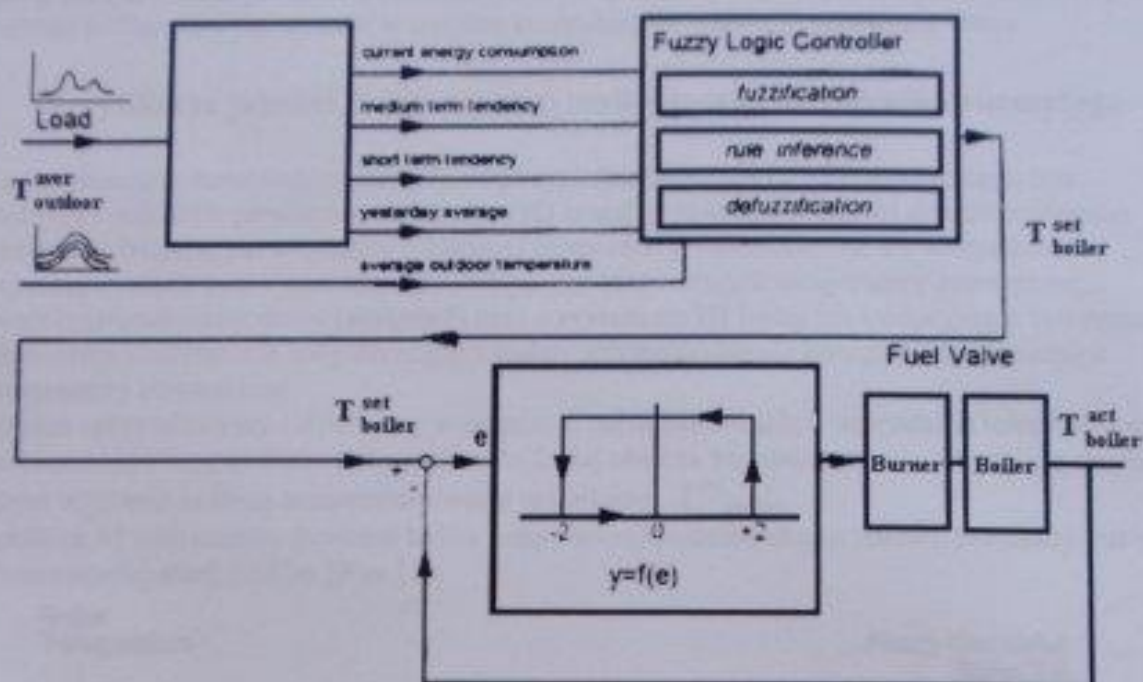 current energy consumption
Fuzzy Logic Controller
fuzzification
Load
medium term tendency
rule inference
short term tendency
T aver outdoor
defuzzification
yesterday average
T set boiler
average outdoor temperature
Fuel Valve
T set boiler
e
T act boiler
+
-
Burner
Boiler
-2
0
+2
y=f(e)